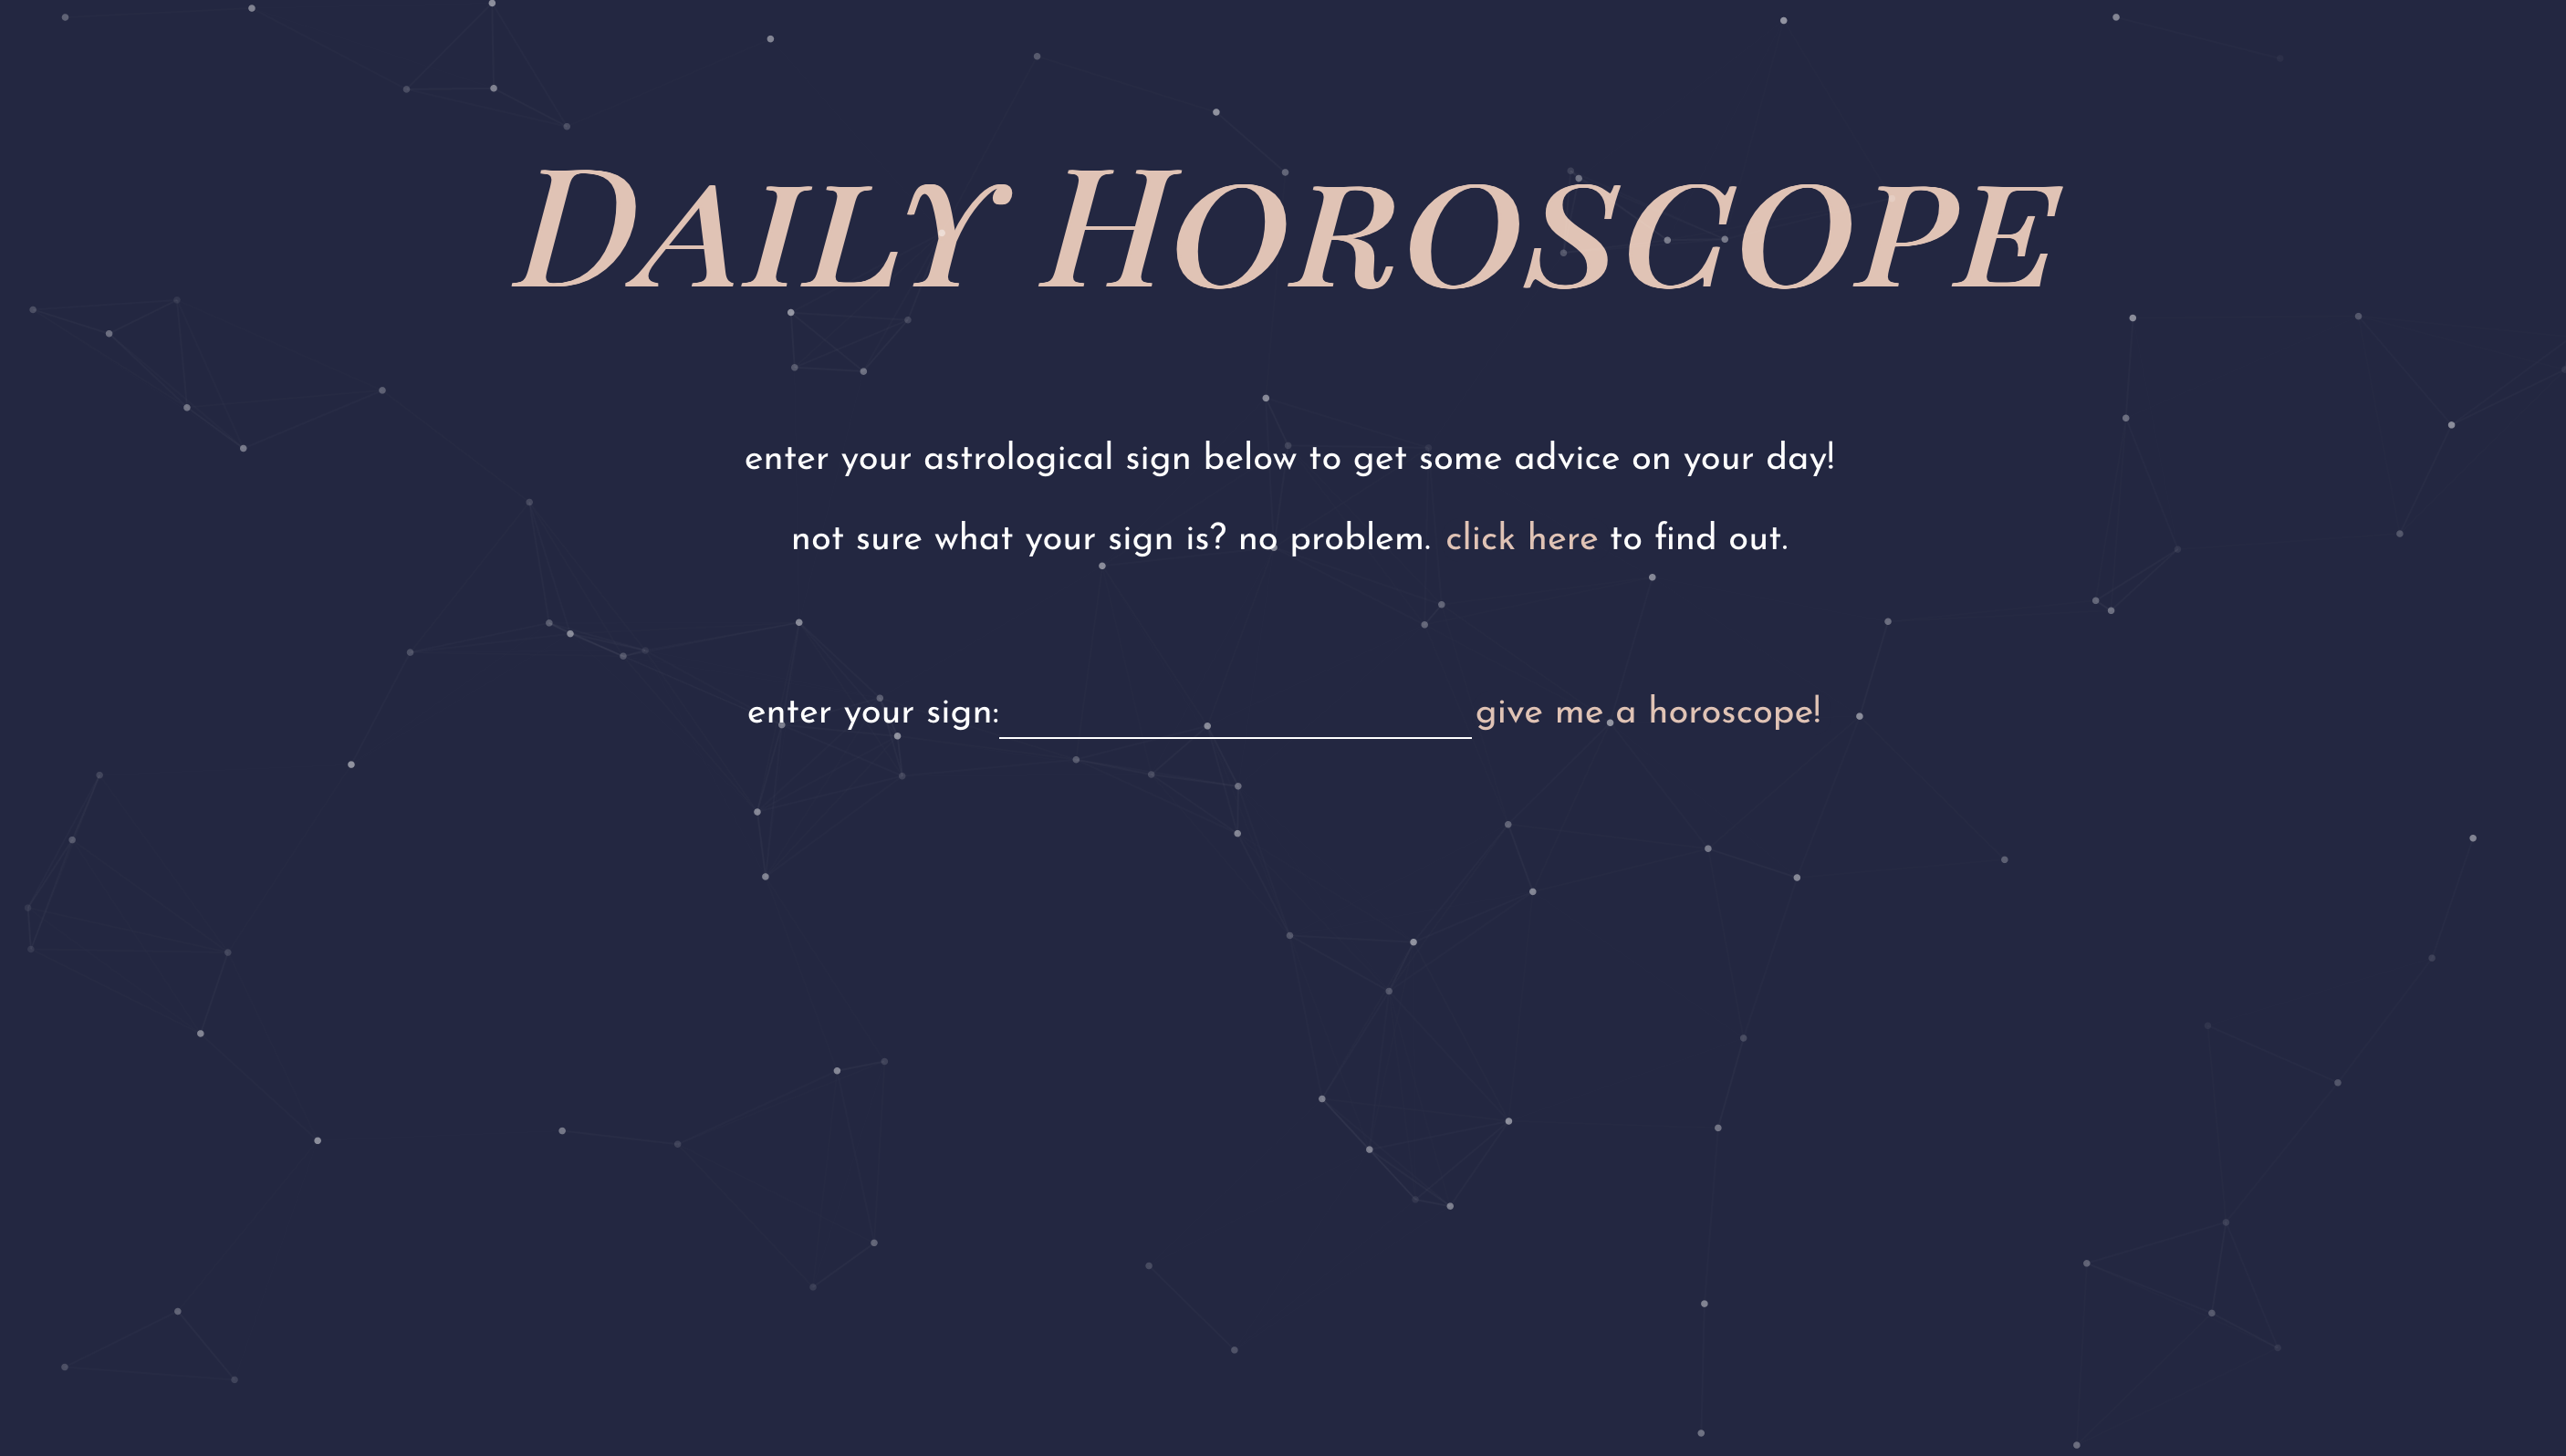 Daily Horoscope
enter your astrological sign below to get some advice on your day!
not sure what your sign is? no problem. click here to find out.
enter your sign: give me a horoscope!